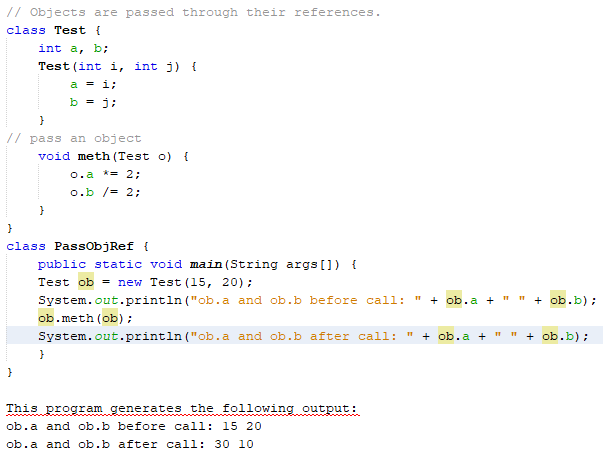 // Objects are passed through their references.
class Test {
int a, b;
Test(int i, int j) {
a = i;
b = j;
}
// pass an object
void meth(Test o) {
o.a *= 2;
o.b /= 2;
}
}
class PassObjRef {
public static void main(String args[]) {
Test ob = new Test(15, 20);
System.out.println("ob.a and ob.b before call: " + ob.a + " " + ob.b);
ob.meth(ob);
System.out.println("ob.a and ob.b after call: " + ob.a + " " + ob.b);
}
}
This program generates the following output:
ob.a and ob.b before call: 15 20
ob.a and ob.b after call: 30 10